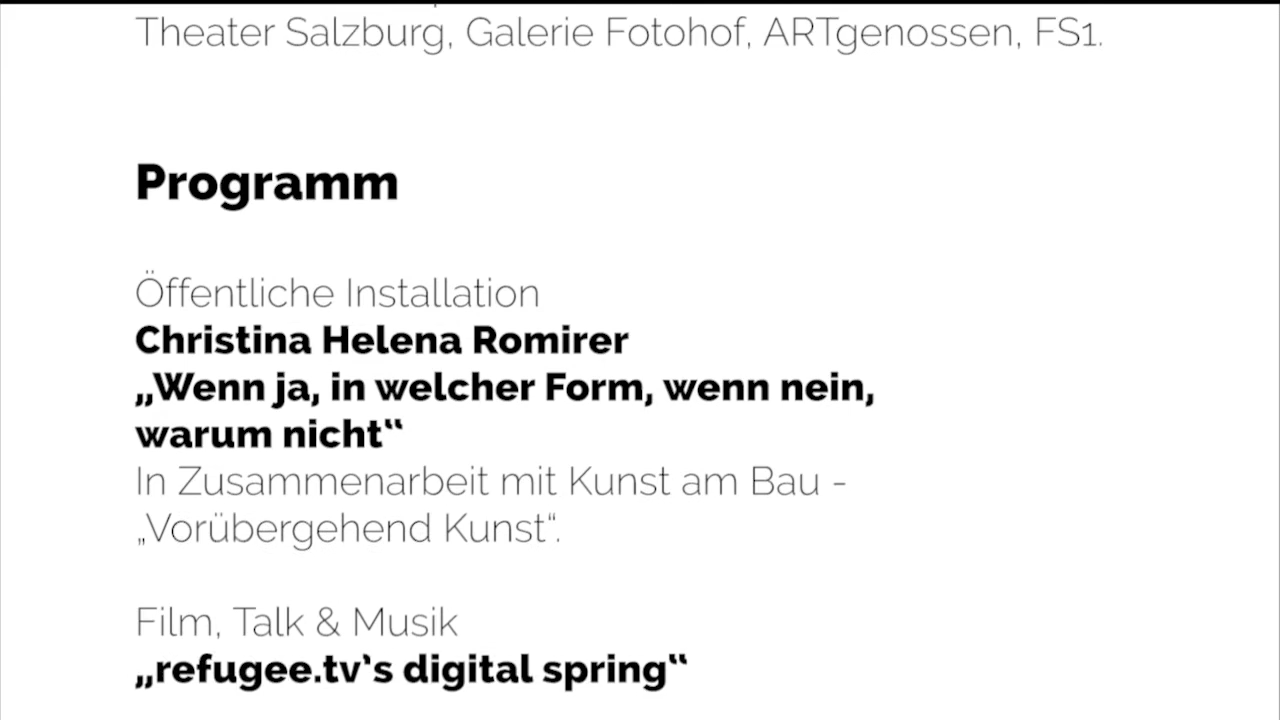 Theater Salzburg, Galerie Fotohof, ARTgenossen, FS1.
Programm
Öffentliche Installation
Christina Helena Romirer
„Wenn ja, in welcher Form, wenn nein,
warum nicht‟
In Zusammenarbeit mit Kunst am Bau -
„Vorübergehend Kunst“.
Film, Talk & Musik
„refugee.tv’s digital spring‟